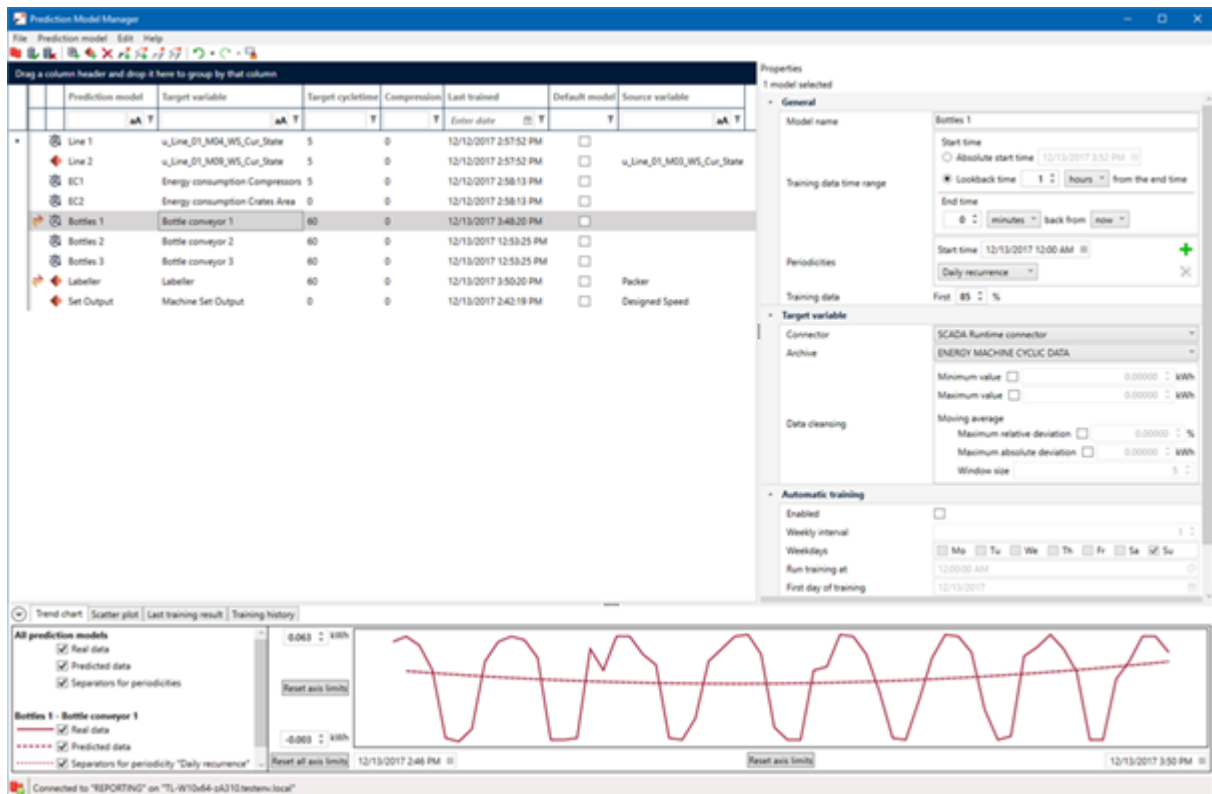 Prediction Model Manager
File Prediction model Edit Help
Drag a column header and drop it here to group by that column
Prediction model Target variable Target cycletime Compression Last trained Default model Source variable
aA aA Enter date aA
Line 1 u_Line_01_M04_WS_Cur_State 5 0 12/12/2017 2:57:52 PM
Line 2 u_Line_01_M09_WS_Cur_State 5 0 12/12/2017 2:57:52 PM u_Line_01_M03_WS_Cur_State
EC1 Energy consumption Compressors 5 0 12/12/2017 2:58:13 PM
EC2 Energy consumption Crates Area 0 0 12/12/2017 2:58:13 PM
Bottles 1 Bottle conveyor 1 60 0 12/13/2017 3:48:20 PM
Bottles 2 Bottle conveyor 2 60 0 12/13/2017 12:53:25 PM
Bottles 3 Bottle conveyor 3 60 0 12/13/2017 12:53:25 PM
Labeller Labeller 60 0 12/13/2017 3:50:20 PM Packer
Set Output Machine Set Output 0 0 12/13/2017 2:42:19 PM Designed Speed
Properties
1 model selected
General
Model name Bottles 1
Training data time range
Start time
Absolute start time 12/13/2017 3:52 PM
Lookback time 1 hours from the end time
End time
0 minutes back from now
Periodicities
Start time 12/13/2017 12:00 AM
Daily recurrence
Training data First 85 %
Target variable
Connector SCADA Runtime connector
Archive ENERGY MACHINE CYCLIC DATA
Data cleansing
Minimum value 0.00000 kWh
Maximum value 0.00000 kWh
Moving average
Maximum relative deviation 0.00000 %
Maximum absolute deviation 0.00000 kWh
Window size 5
Automatic training
Enabled
Weekly interval 1
Weekdays Mo Tu We Th Fr Sa Su
Run training at 12:00:00 AM
First day of training 12/13/2017
Trend chart Scatter plot Last training result Training history
All prediction models
Real data
Predicted data
Separators for periodicities
Bottles 1 - Bottle conveyor 1
Real data
Predicted data
Separators for periodicity "Daily recurrence"
0.063 kWh
Reset axis limits
-0.003 kWh
Reset all axis limits 12/13/2017 2:46 PM Reset axis limits 12/13/2017 3:50 PM
Connected to "REPORTING" on "TL-W10x64-pA310.testenv.local"